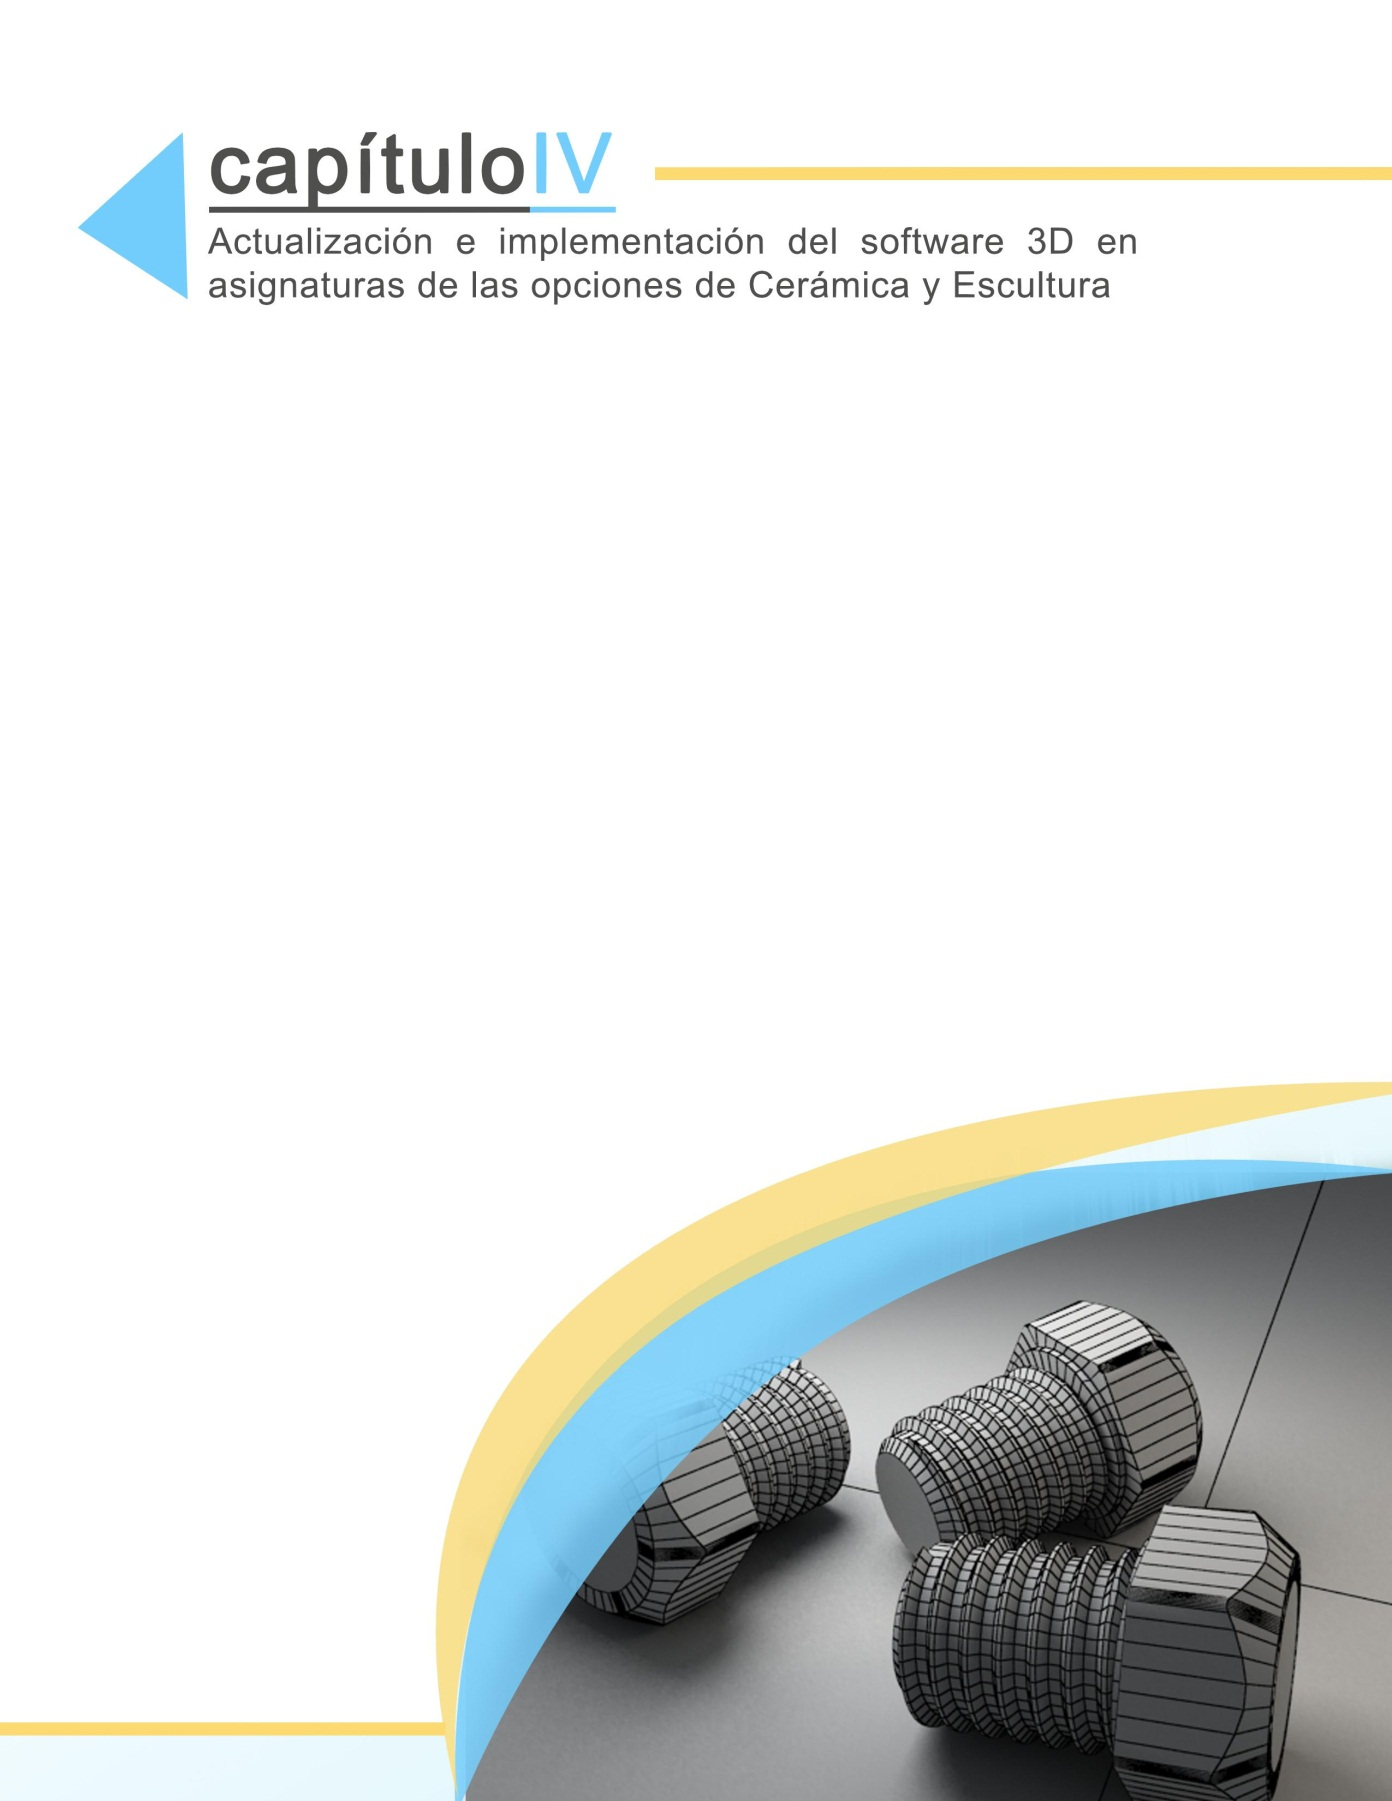 capítuloIV
Actualización e implementación del software 3D en
asignaturas de las opciones de Cerámica y Escultura